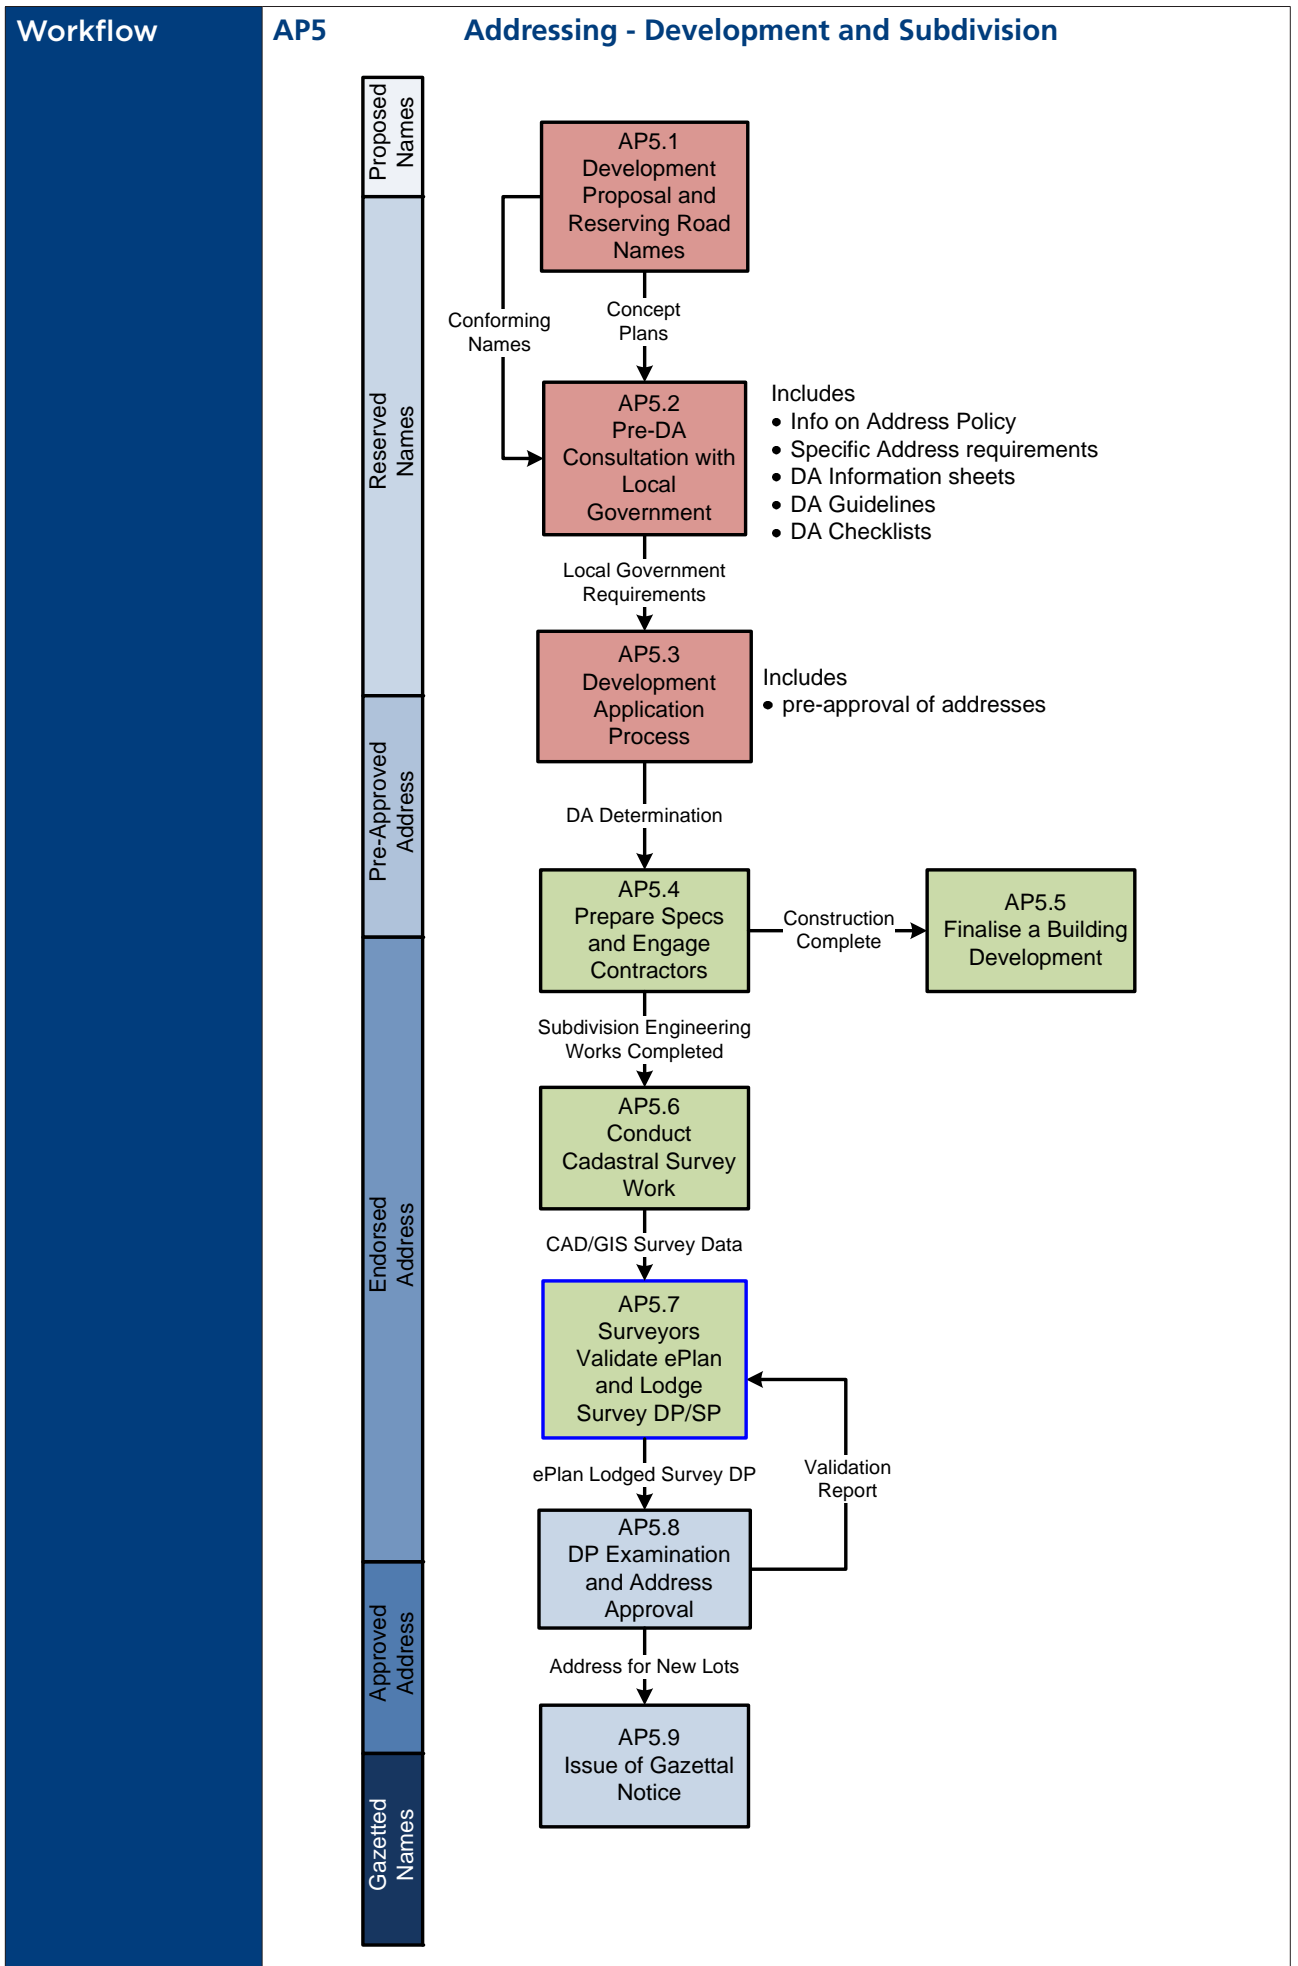 Workflow
AP5
Addressing - Development and Subdivision
Proposed
Names
AP5.1
Development
Proposal and
Reserving Road
Names
Conforming
Names
Concept
Plans
Reserved
Names
AP5.2
Pre-DA
Consultation with
Local
Government
Includes
• Info on Address Policy
• Specific Address requirements
• DA Information sheets
• DA Guidelines
• DA Checklists
Local Government
Requirements
AP5.3
Development
Application
Process
Includes
• pre-approval of addresses
Pre-Approved
Address
DA Determination
AP5.4
Prepare Specs
and Engage
Contractors
Construction
Complete
AP5.5
Finalise a Building
Development
Subdivision Engineering
Works Completed
AP5.6
Conduct
Cadastral Survey
Work
Endorsed
Address
CAD/GIS Survey Data
AP5.7
Surveyors
Validate ePlan
and Lodge
Survey DP/SP
ePlan Lodged Survey DP
Validation
Report
AP5.8
DP Examination
and Address
Approval
Approved
Address
Address for New Lots
AP5.9
Issue of Gazettal
Notice
Gazetted
Names